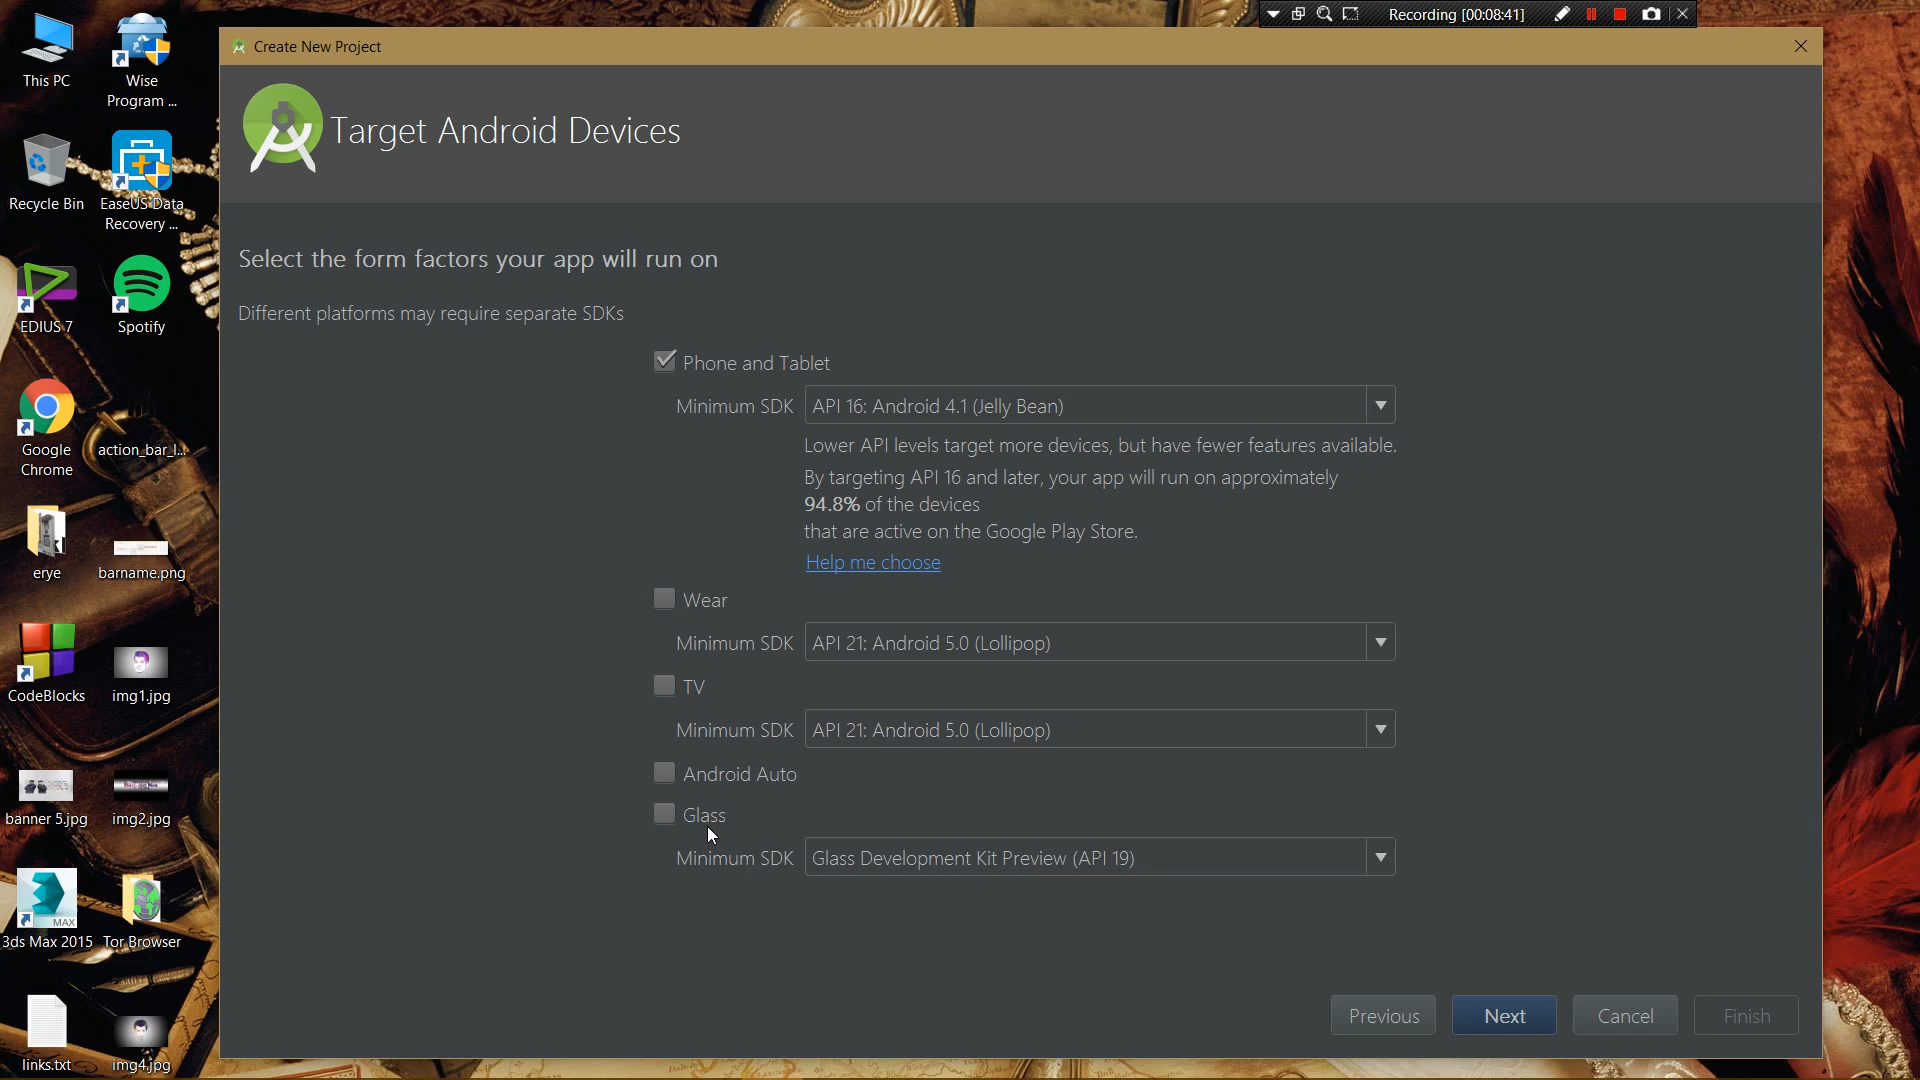 Recording [00:08:41]
Create New Project
Target Android Devices
Select the form factors your app will run on
Different platforms may require separate SDKs
Phone and Tablet
Minimum SDK API 16: Android 4.1 (Jelly Bean)
Lower API levels target more devices, but have fewer features available.
By targeting API 16 and later, your app will run on approximately
94.8% of the devices
that are active on the Google Play Store.
Help me choose
Wear
Minimum SDK API 21: Android 5.0 (Lollipop)
TV
Minimum SDK API 21: Android 5.0 (Lollipop)
Android Auto
Glass
Minimum SDK Glass Development Kit Preview (API 19)
Previous Next Cancel Finish
This PC
Wise
Program ...
Recycle Bin
EaseUS Data
Recovery ...
EDIUS 7
Spotify
Google
Chrome
action_bar_l...
erye
barname.png
CodeBlocks
img1.jpg
banner 5.jpg
img2.jpg
MAX
3ds Max 2015
Tor Browser
links.txt
img4.jpg